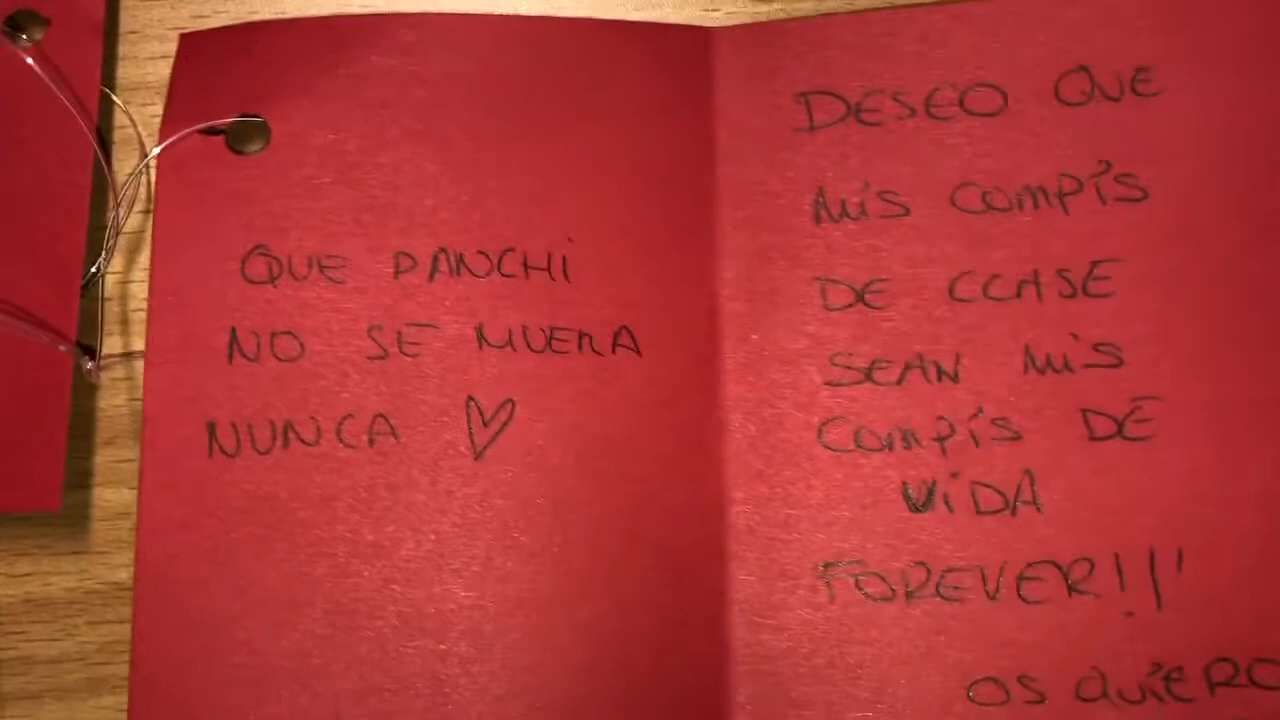 QUE PANCHI
NO SE MUERA
NUNCA ♡
DESEO QUE
MiS COMPiS
DE CLASE
SEAN MiS
COMPiS DE
ViDA
FOREVER!!!
OS QUiERO